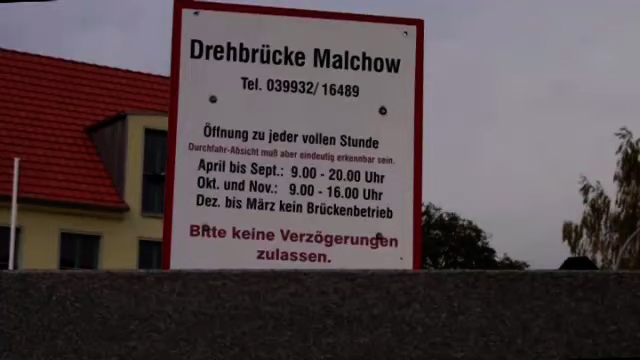 Drehbrücke Malchow
Tel. 039932/ 16489
Öffnung zu jeder vollen Stunde
Durchfahr-Absicht muß aber eindeutig erkennbar sein.
April bis Sept.: 9.00 - 20.00 Uhr
Okt. und Nov.: 9.00 - 16.00 Uhr
Dez. bis März kein Brückenbetrieb
Bitte keine Verzögerungen
zulassen.